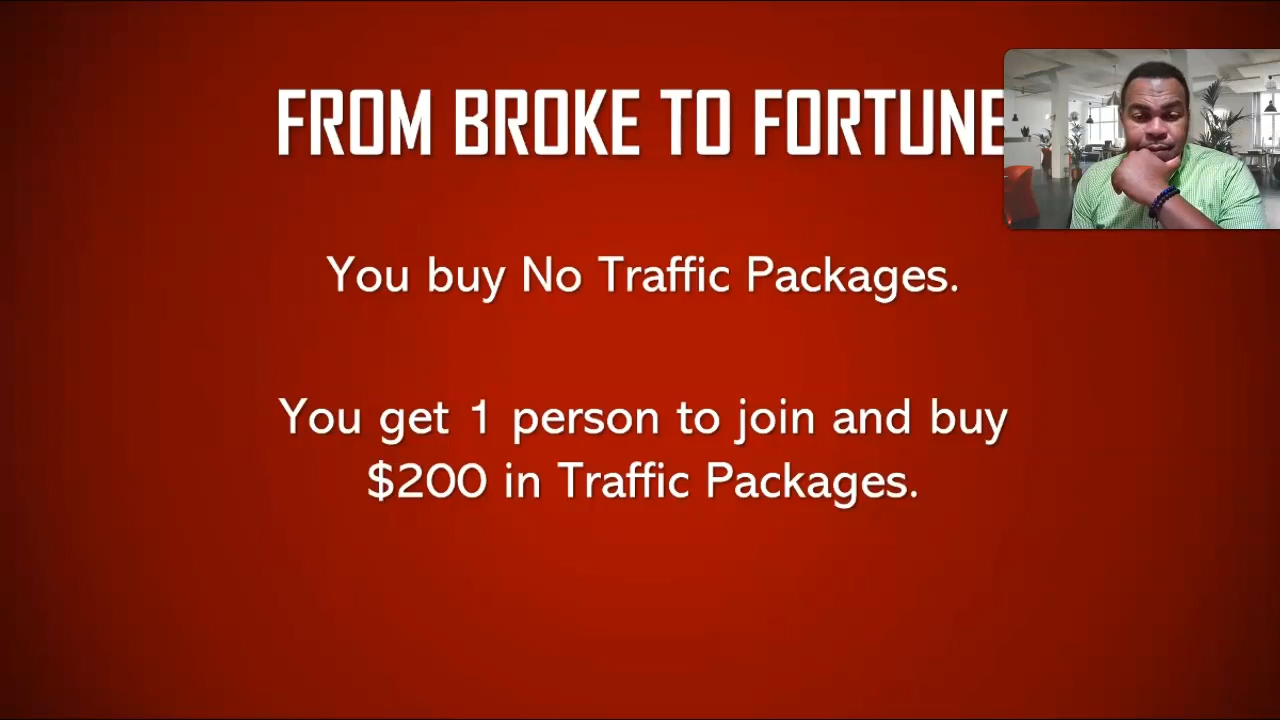 FROM BROKE TO FORTUNE
You buy No Traffic Packages.
You get 1 person to join and buy
$200 in Traffic Packages.